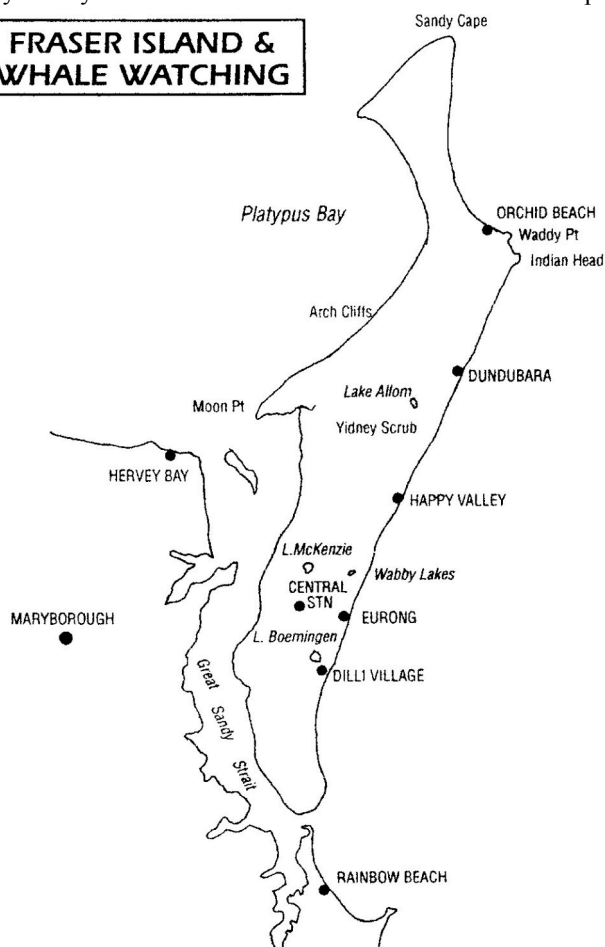 Sandy Cape
FRASER ISLAND &
WHALE WATCHING
Platypus Bay
ORCHID BEACH
Waddy Pt
Indian Head
Arch Cliffs
DUNDUBARA
Lake Allom
Moon Pt
Yidney Scrub
HERVEY BAY
HAPPY VALLEY
L.McKenzie
Wabby Lakes
CENTRAL
STN
MARYBOROUGH
EURONG
L. Boemingen
DILL1 VILLAGE
Great
Sandy
Strait
RAINBOW BEACH